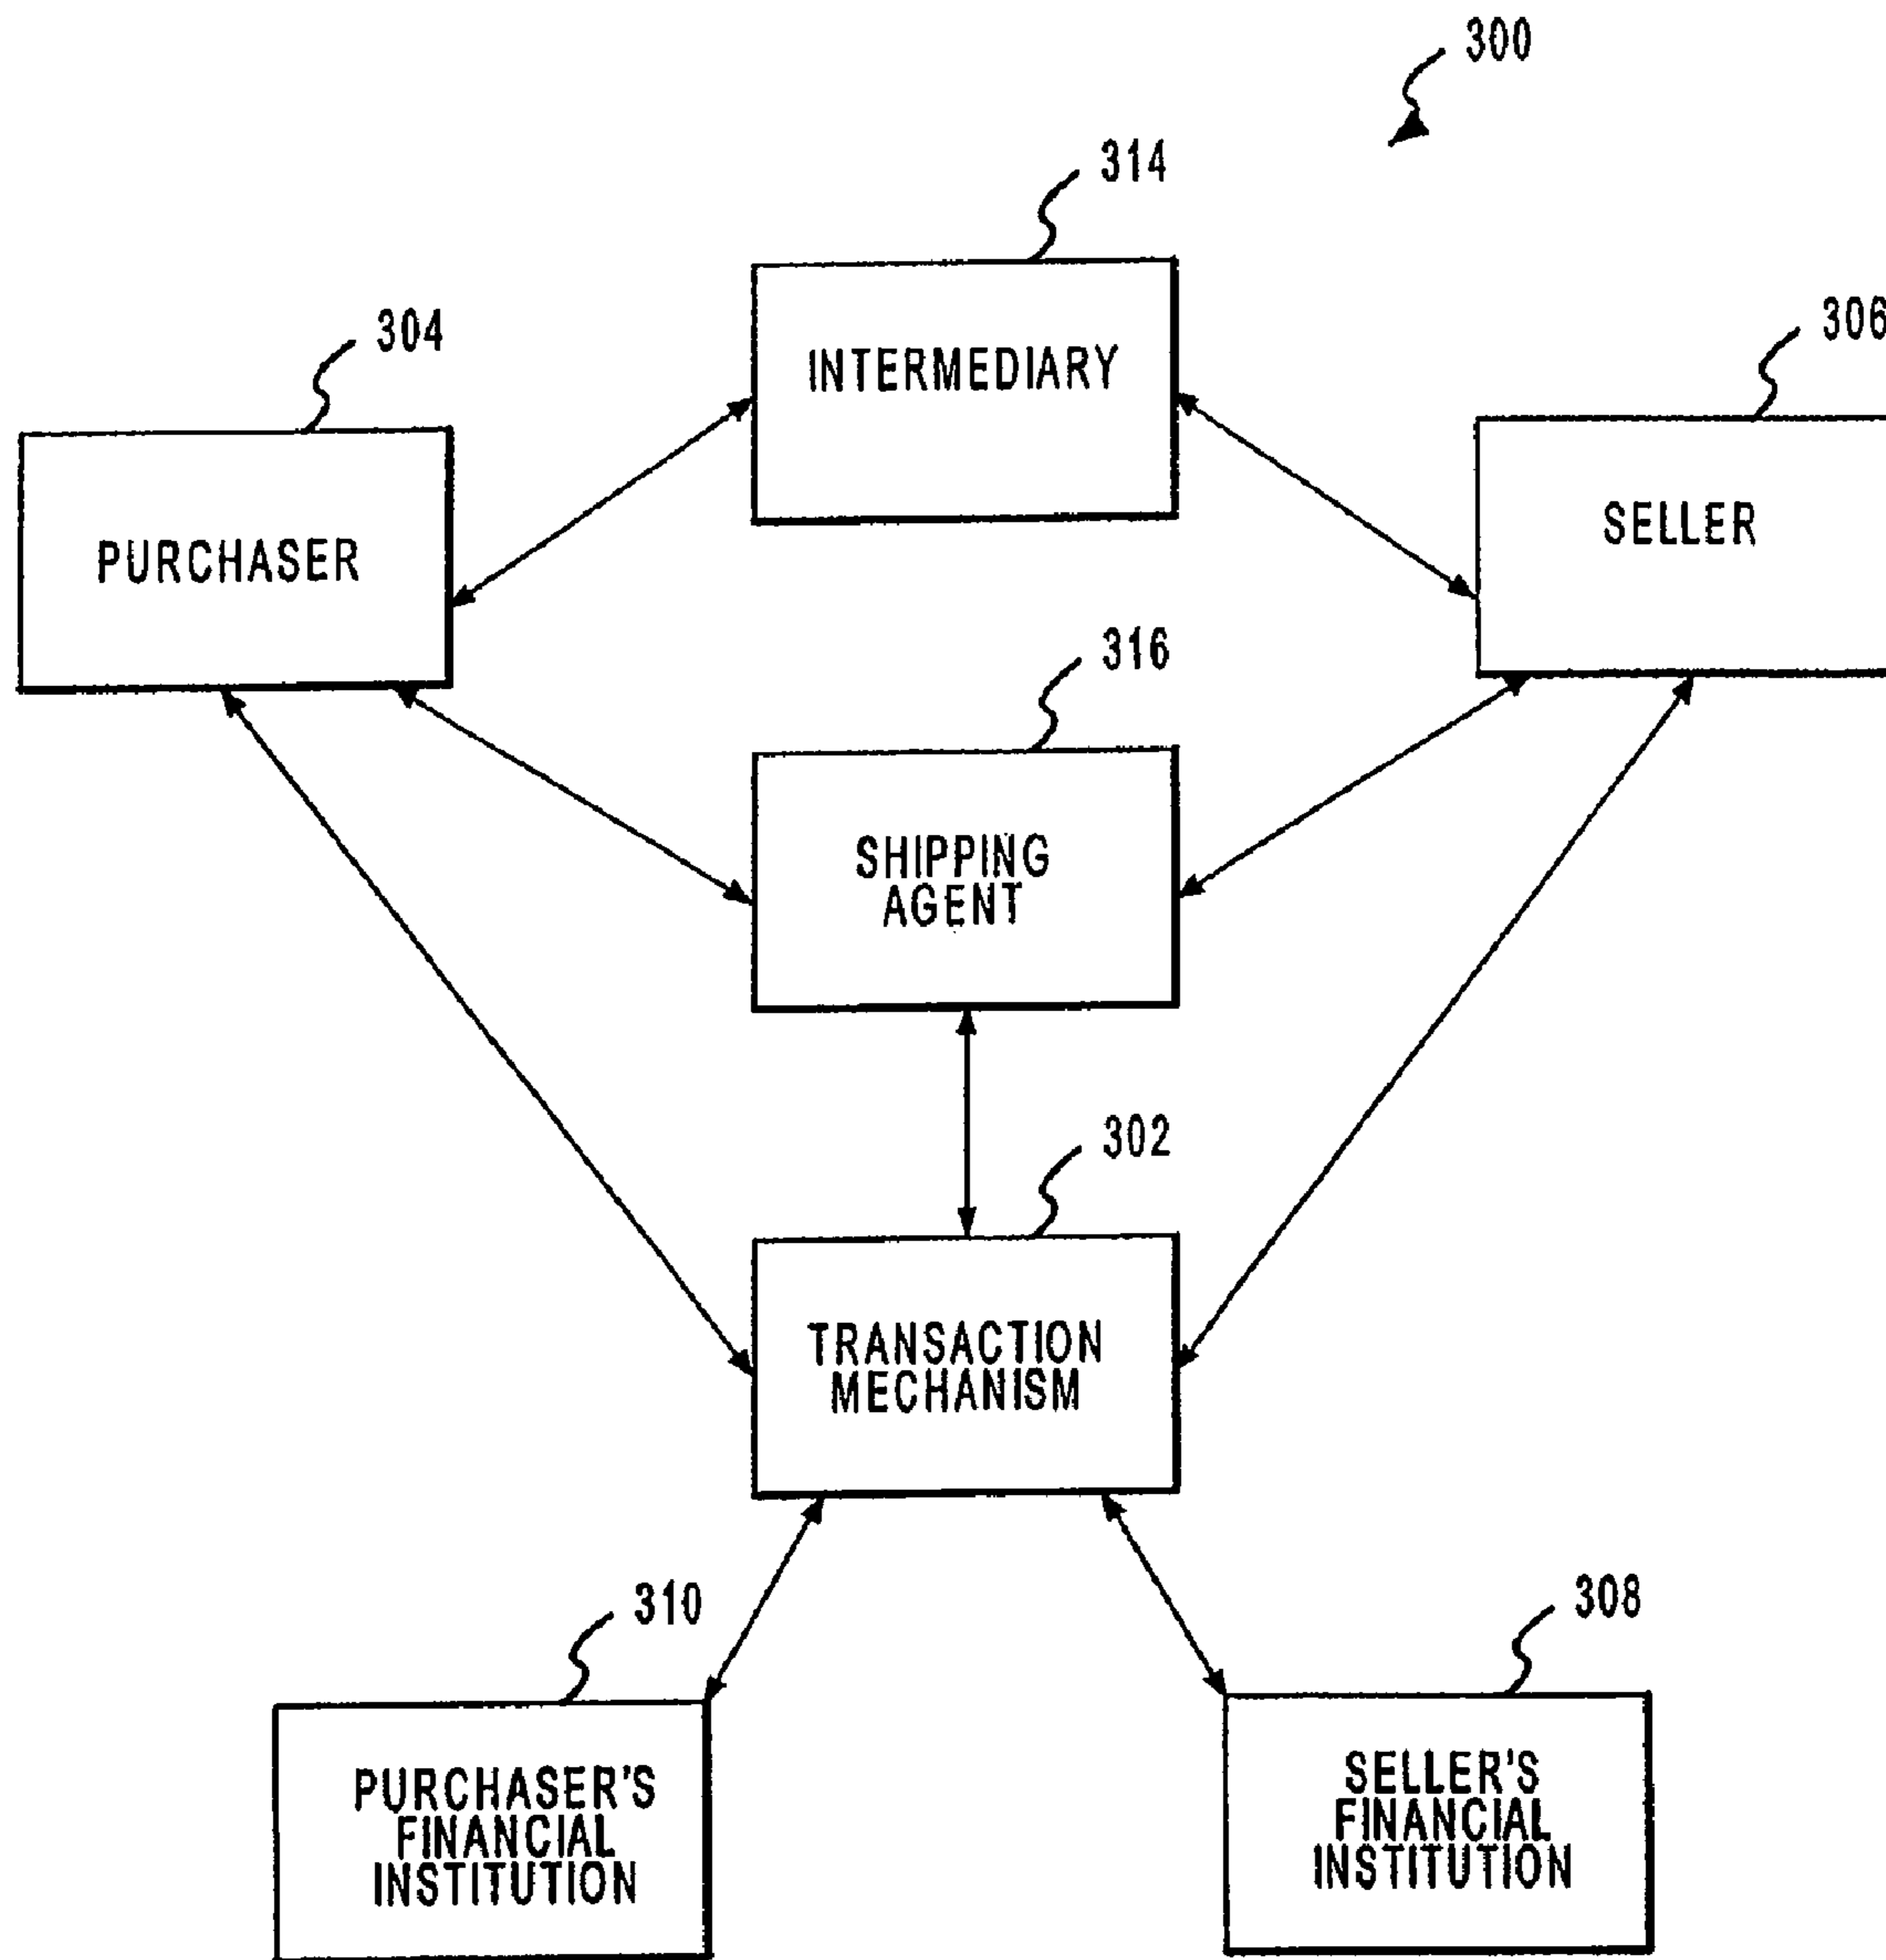 300
314
INTERMEDIARY
304
PURCHASER
306
SELLER
316
SHIPPING
AGENT
302
TRANSACTION
MECHANISM
310
PURCHASER'S
FINANCIAL
INSTITUTION
308
SELLER'S
FINANCIAL
INSTITUTION